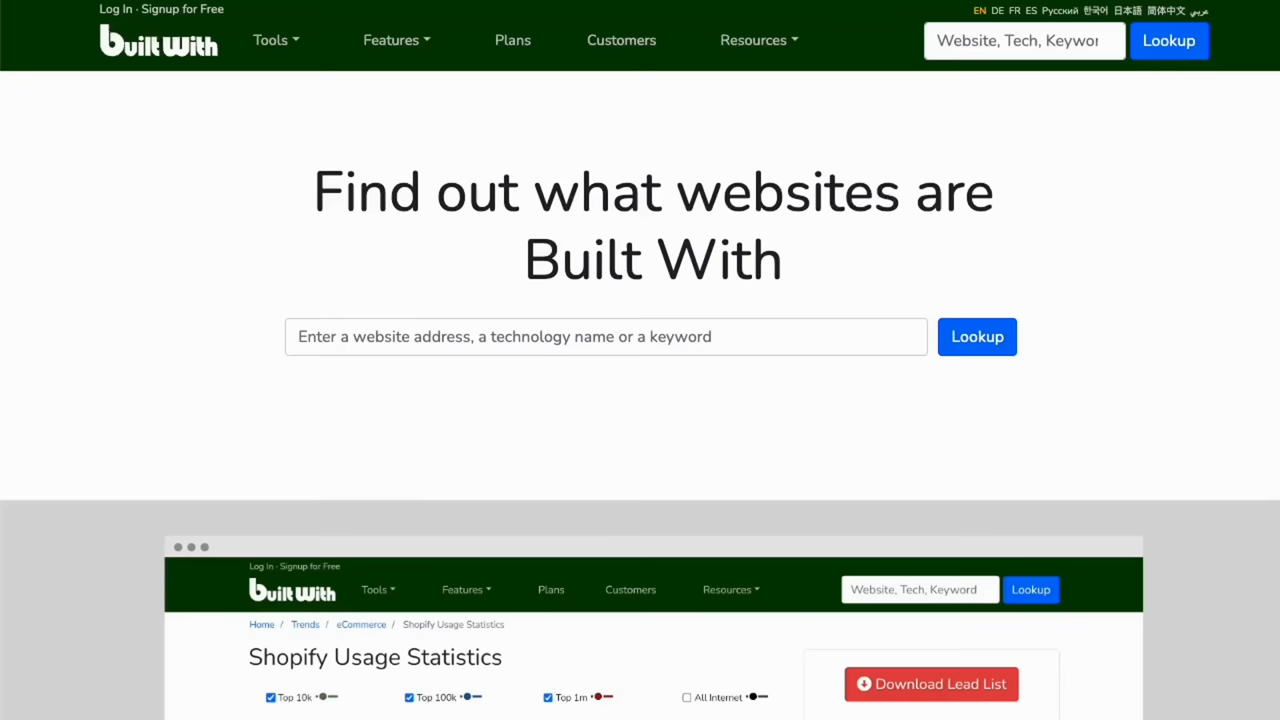 Log In · Signup for Free
EN DE FR ES Русский 한국어 日本語 简体中文 عربي
built with
Tools Features Plans Customers Resources
Website, Tech, Keywor
Lookup
Find out what websites are
Built With
Enter a website address, a technology name or a keyword
Lookup
Log In · Signup for Free
built with
Tools Features Plans Customers Resources
Website, Tech, Keyword
Lookup
Home / Trends / eCommerce / Shopify Usage Statistics
Shopify Usage Statistics
Download Lead List
Top 10k Top 100k Top 1m All Internet